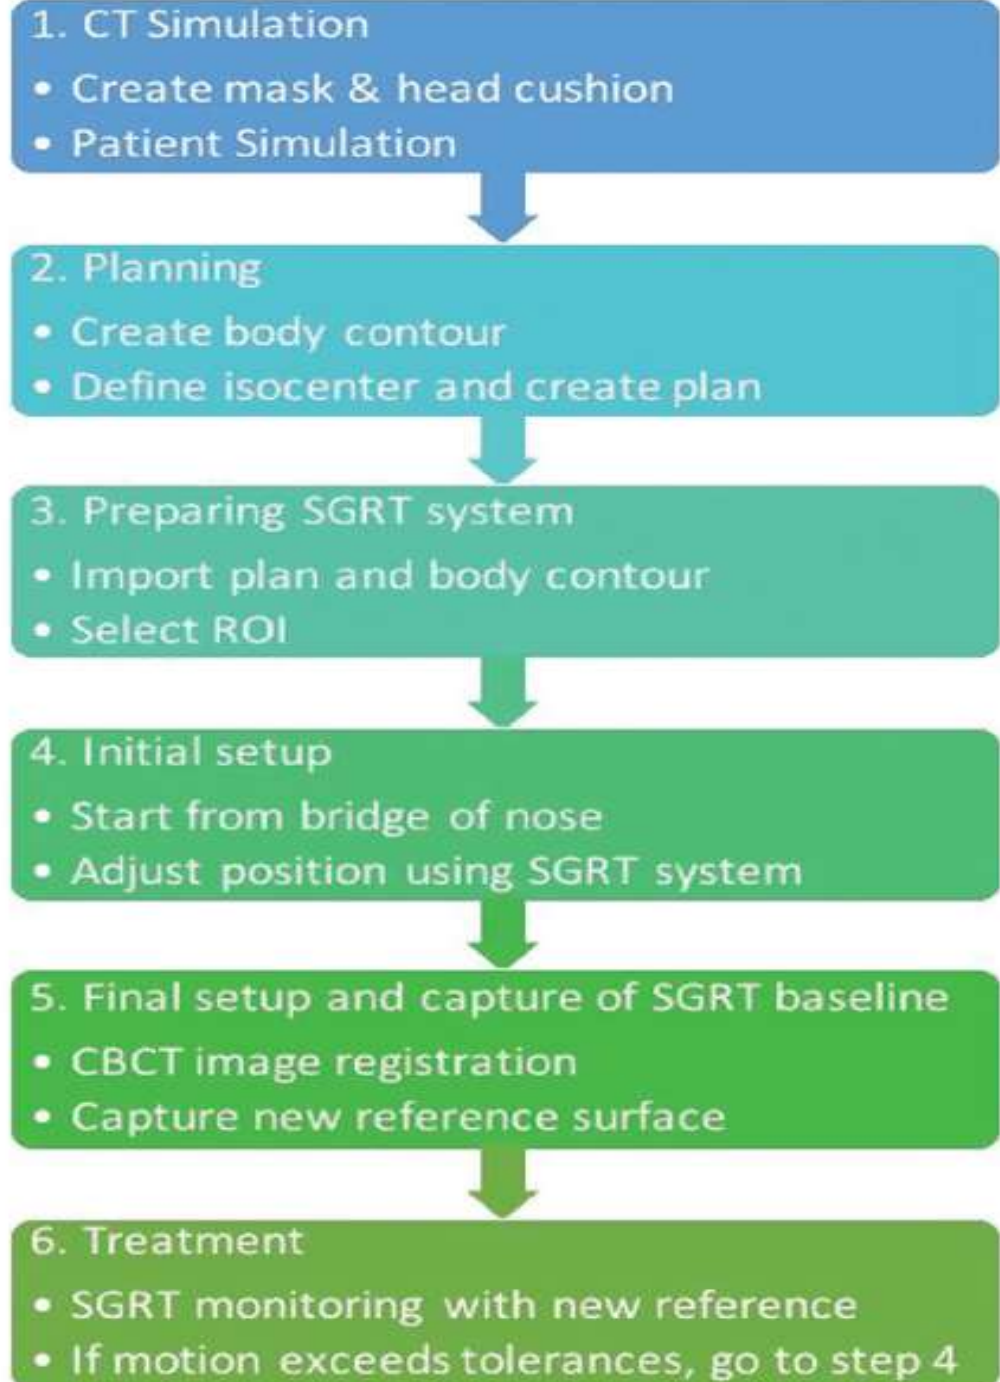 1. CT Simulation
• Create mask & head cushion
• Patient Simulation
2. Planning
• Create body contour
• Define isocenter and create plan
3. Preparing SGRT system
• Import plan and body contour
• Select ROI
4. Initial setup
• Start from bridge of nose
• Adjust position using SGRT system
5. Final setup and capture of SGRT baseline
• CBCT image registration
• Capture new reference surface
6. Treatment
• SGRT monitoring with new reference
• If motion exceeds tolerances, go to step 4